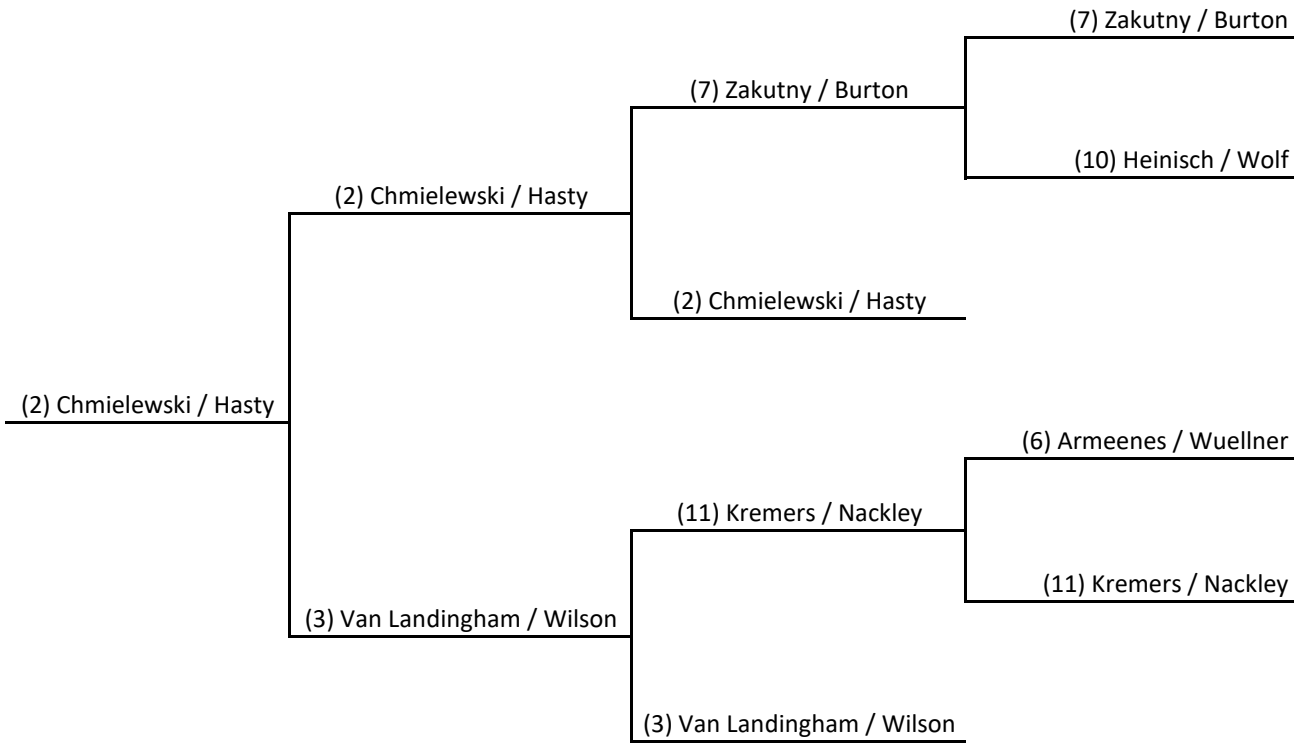 (7) Zakutny / Burton
(7) Zakutny / Burton
(10) Heinisch / Wolf
(2) Chmielewski / Hasty
(2) Chmielewski / Hasty
(2) Chmielewski / Hasty
(6) Armeenes / Wuellner
(11) Kremers / Nackley
(11) Kremers / Nackley
(3) Van Landingham / Wilson
(3) Van Landingham / Wilson